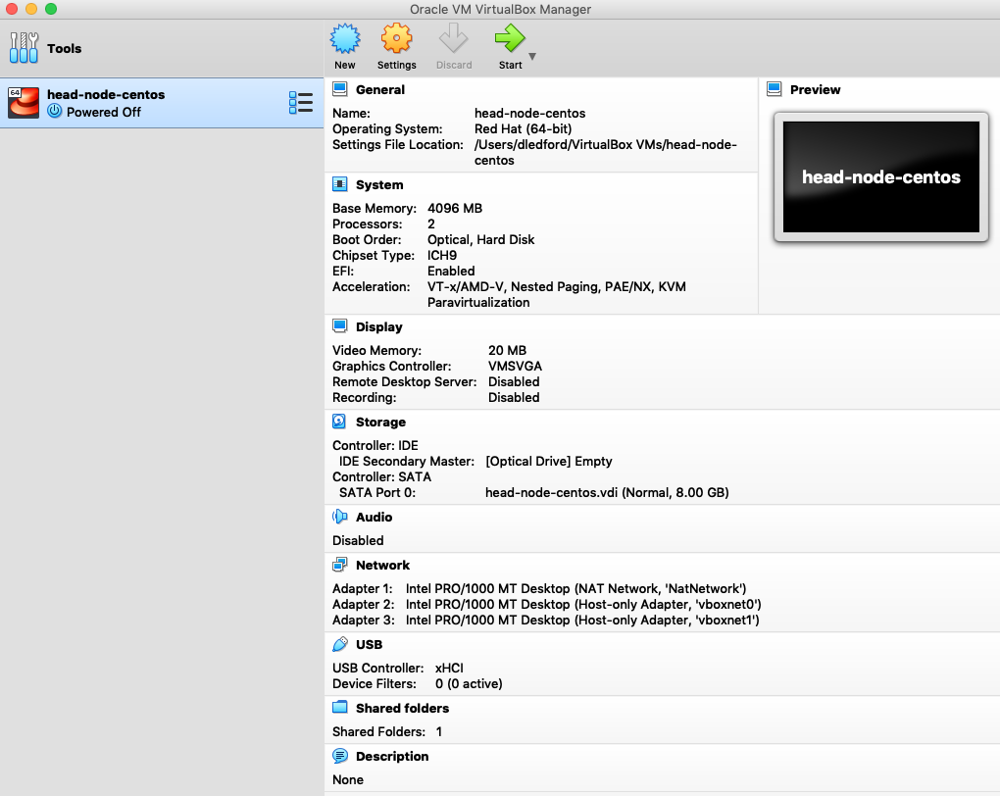 Oracle VM VirtualBox Manager
Tools
New
Settings
Discard
Start
64
head-node-centos
Powered Off
General
Name: head-node-centos
Operating System: Red Hat (64-bit)
Settings File Location: /Users/dledford/VirtualBox VMs/head-node-
centos
Preview
head-node-centos
System
Base Memory: 4096 MB
Processors: 2
Boot Order: Optical, Hard Disk
Chipset Type: ICH9
EFI: Enabled
Acceleration: VT-x/AMD-V, Nested Paging, PAE/NX, KVM
Paravirtualization
Display
Video Memory: 20 MB
Graphics Controller: VMSVGA
Remote Desktop Server: Disabled
Recording: Disabled
Storage
Controller: IDE
IDE Secondary Master: [Optical Drive] Empty
Controller: SATA
SATA Port 0: head-node-centos.vdi (Normal, 8.00 GB)
Audio
Disabled
Network
Adapter 1: Intel PRO/1000 MT Desktop (NAT Network, 'NatNetwork')
Adapter 2: Intel PRO/1000 MT Desktop (Host-only Adapter, 'vboxnet0')
Adapter 3: Intel PRO/1000 MT Desktop (Host-only Adapter, 'vboxnet1')
USB
USB Controller: xHCI
Device Filters: 0 (0 active)
Shared folders
Shared Folders: 1
Description
None